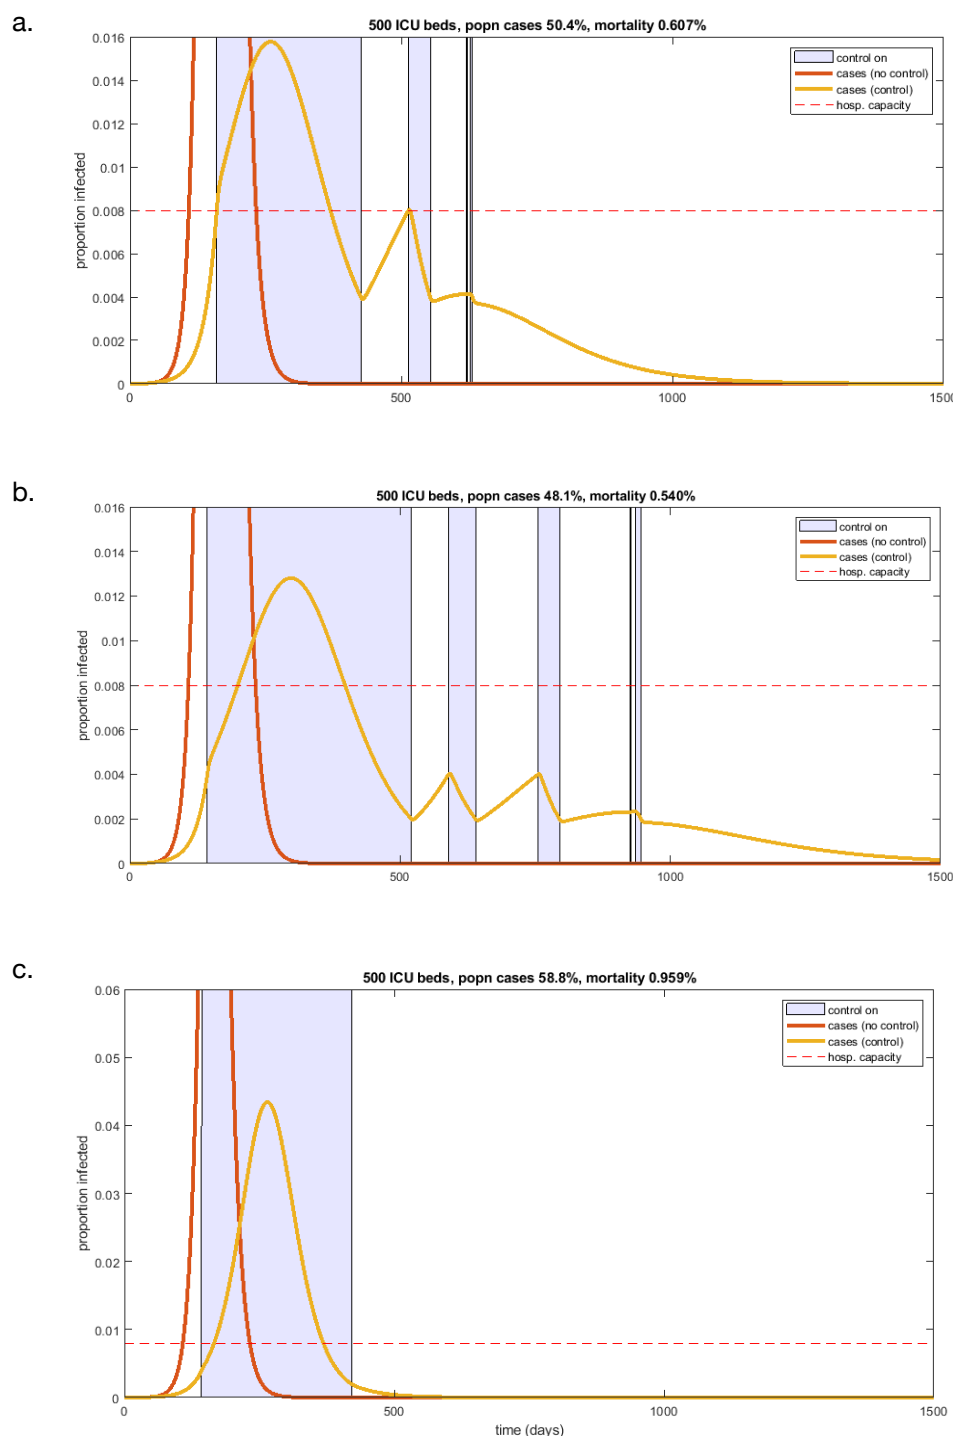 a.
500 ICU beds, popn cases 50.4%, mortality 0.607%
0.016
0.014
0.012
0.01
0.008
0.006
0.004
0.002
0
proportion infected
control on
cases (no control)
cases (control)
hosp. capacity
0
500
1000
1500
b.
500 ICU beds, popn cases 48.1%, mortality 0.540%
0.016
0.014
0.012
0.01
0.008
0.006
0.004
0.002
0
proportion infected
control on
cases (no control)
cases (control)
hosp. capacity
0
500
1000
1500
c.
500 ICU beds, popn cases 58.8%, mortality 0.959%
0.06
0.05
0.04
0.03
0.02
0.01
0
proportion infected
control on
cases (no control)
cases (control)
hosp. capacity
0
500
1000
1500
time (days)